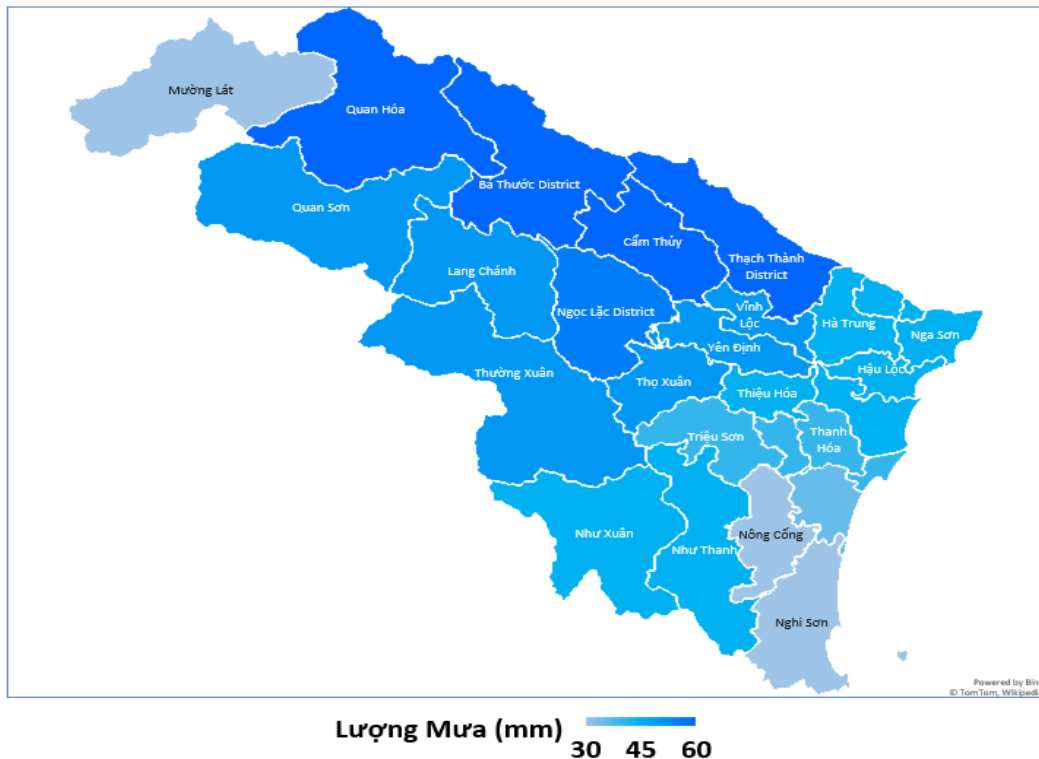 Mường Lát
Quan Hóa
Bá Thước District
Quan Sơn
Cẩm Thủy
Thạch Thành
District
Lang Chánh
Ngọc Lặc District
Vĩnh
Lộc
Hà Trung
Nga Sơn
Yên Định
Hậu Lộc
Thường Xuân
Thọ Xuân
Thiệu Hóa
Triệu Sơn
Thanh
Hóa
Như Xuân
Như Thanh
Nông Cống
Nghi Sơn
Powered by Bin
© TomTom, Wikipedi
Lượng Mưa (mm)
30 45 60